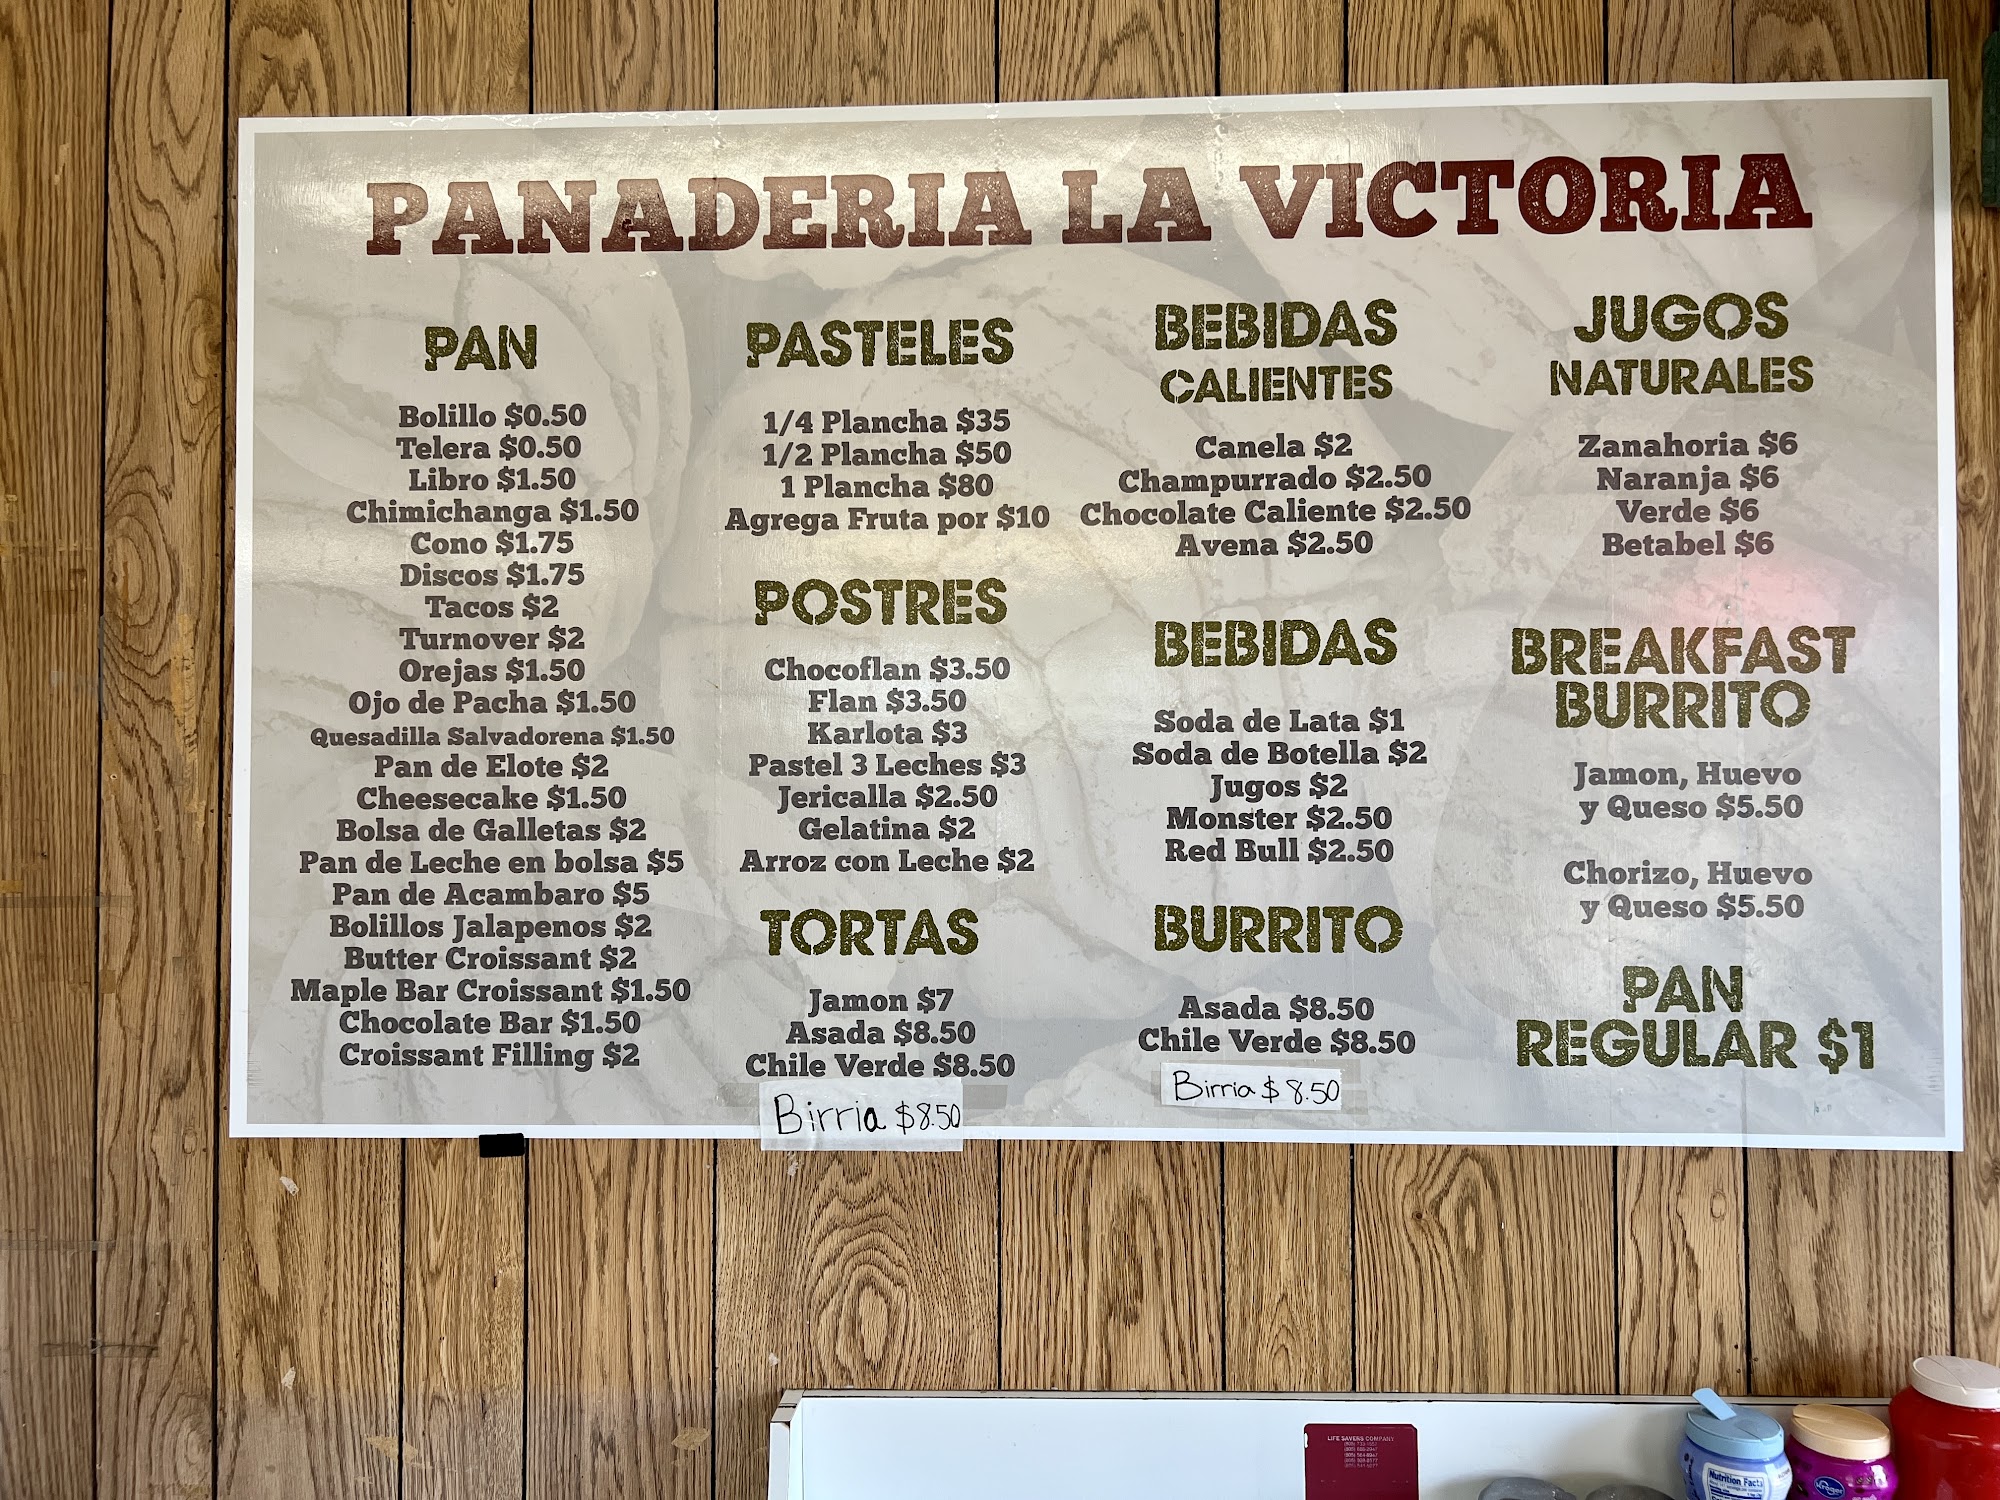 PANADERIA LA VICTORIA
PAN
Bolillo $0.50
Telera $0.50
Libro $1.50
Chimichanga $1.50
Cono $1.75
Discos $1.75
Tacos $2
Turnover $2
Orejas $1.50
Ojo de Pacha $1.50
Quesadilla Salvadorena $1.50
Pan de Elote $2
Cheesecake $1.50
Bolsa de Galletas $2
Pan de Leche en bolsa $5
Pan de Acambaro $5
Bolillos Jalapenos $2
Butter Croissant $2
Maple Bar Croissant $1.50
Chocolate Bar $1.50
Croissant Filling $2
PASTELES
1/4 Plancha $35
1/2 Plancha $50
1 Plancha $80
Agrega Fruta por $10
POSTRES
Chocoflan $3.50
Flan $3.50
Karlota $3
Pastel 3 Leches $3
Jericalla $2.50
Gelatina $2
Arroz con Leche $2
TORTAS
Jamon $7
Asada $8.50
Chile Verde $8.50
Birria $8.50
BEBIDAS
CALIENTES
Canela $2
Champurrado $2.50
Chocolate Caliente $2.50
Avena $2.50
BEBIDAS
Soda de Lata $1
Soda de Botella $2
Jugos $2
Monster $2.50
Red Bull $2.50
BURRITO
Asada $8.50
Chile Verde $8.50
Birria $8.50
JUGOS
NATURALES
Zanahoria $6
Naranja $6
Verde $6
Betabel $6
BREAKFAST
BURRITO
Jamon, Huevo
y Queso $5.50
Chorizo, Huevo
y Queso $5.50
PAN
REGULAR $1
LIFE SAVERS COMPANY
Nutrition Facts
Kroger